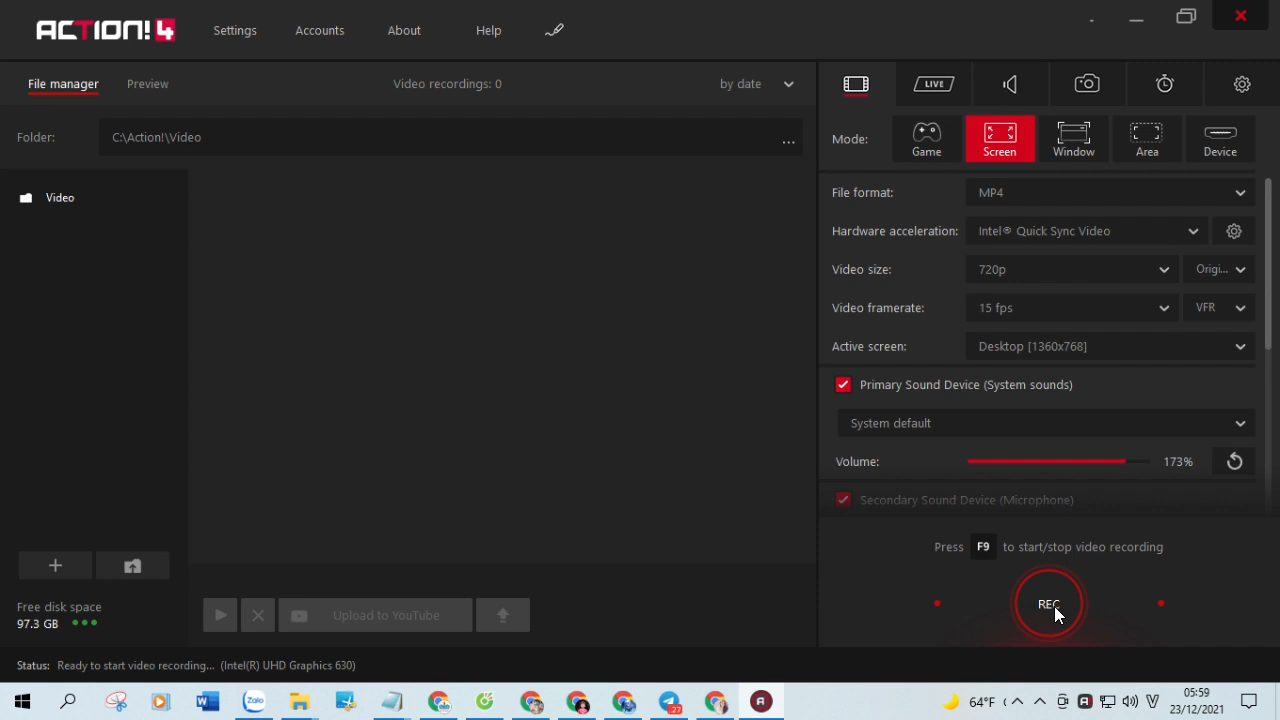 ACTION! 4
Settings Accounts About Help
File manager Preview Video recordings: 0 by date
LIVE
Folder: C:\Action!\Video ...
Mode: Game Screen Window Area Device
Video
File format: MP4
Hardware acceleration: Intel® Quick Sync Video
Video size: 720p Origi...
Video framerate: 15 fps VFR
Active screen: Desktop [1360x768]
Primary Sound Device (System sounds)
System default
Volume: 173%
Secondary Sound Device (Microphone)
Press F9 to start/stop video recording
REC
Free disk space
97.3 GB
Upload to YouTube
Status: Ready to start video recording... (Intel(R) UHD Graphics 630)
Zalo
27
64°F
05:59
23/12/2021